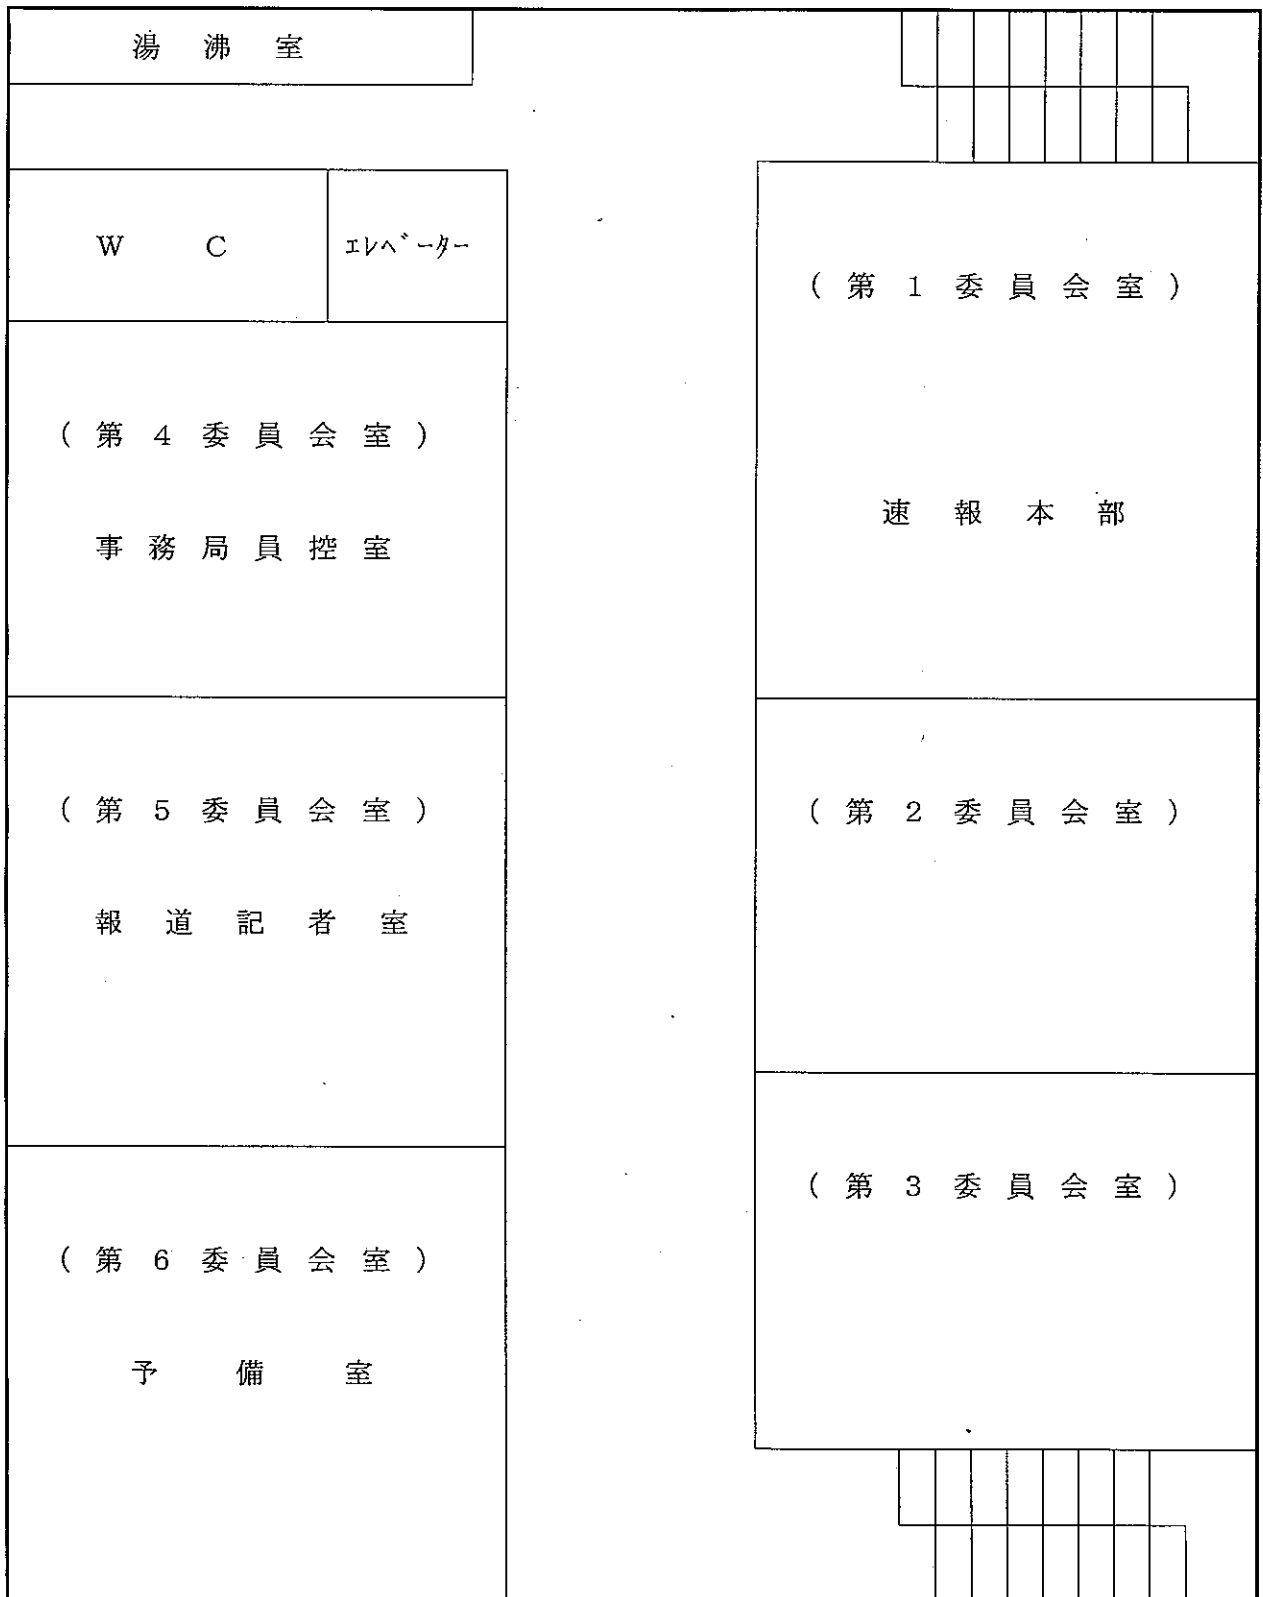 湯沸室
WC
エレベーター
(第4委員会室)
事務局員控室
(第5委員会室)
報道記者室
(第6委員会室)
予備室
(第1委員会室)
速報本部
(第2委員会室)
(第3委員会室)